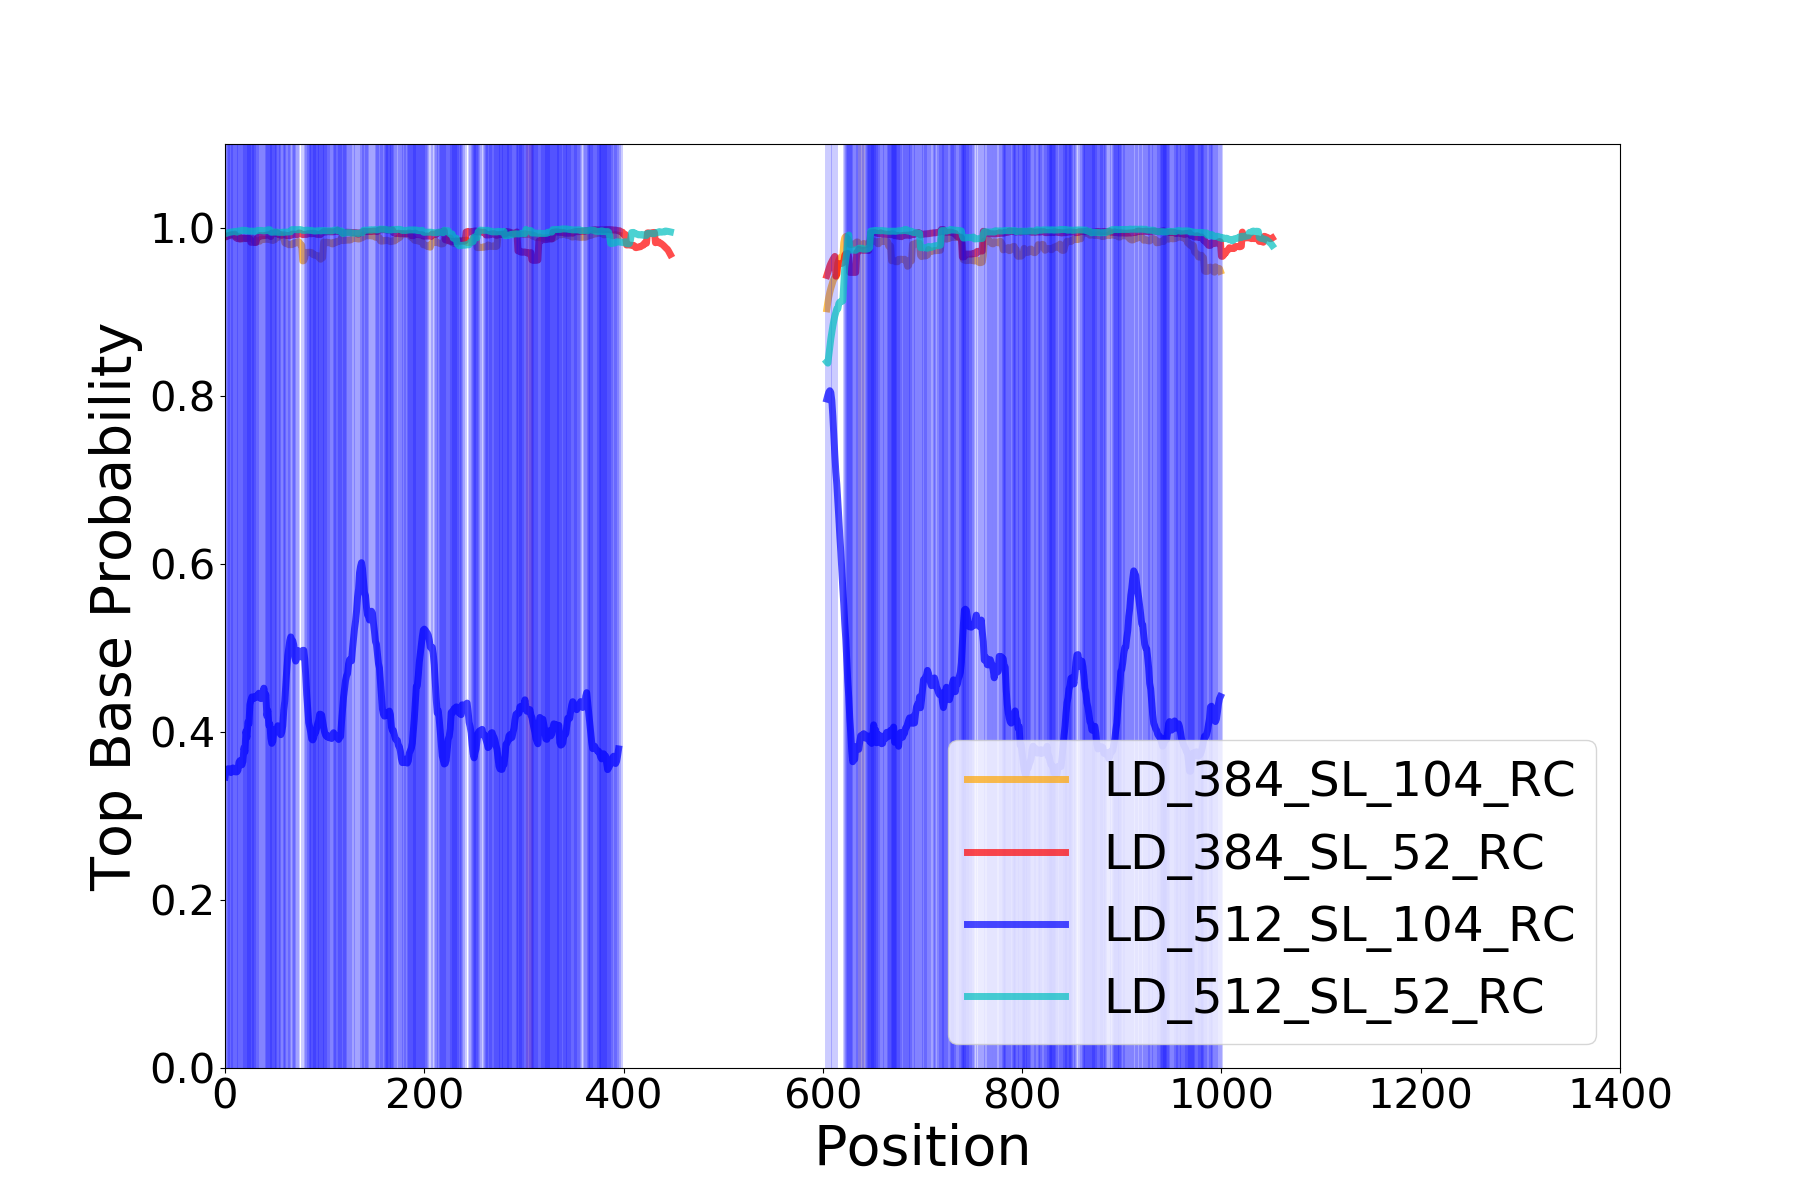 Top Base Probability
1.0
0.8
0.6
0.4
0.2
0.0
0 200 400 600 800 1000 1200 1400
Position
LD_384_SL_104_RC
LD_384_SL_52_RC
LD_512_SL_104_RC
LD_512_SL_52_RC